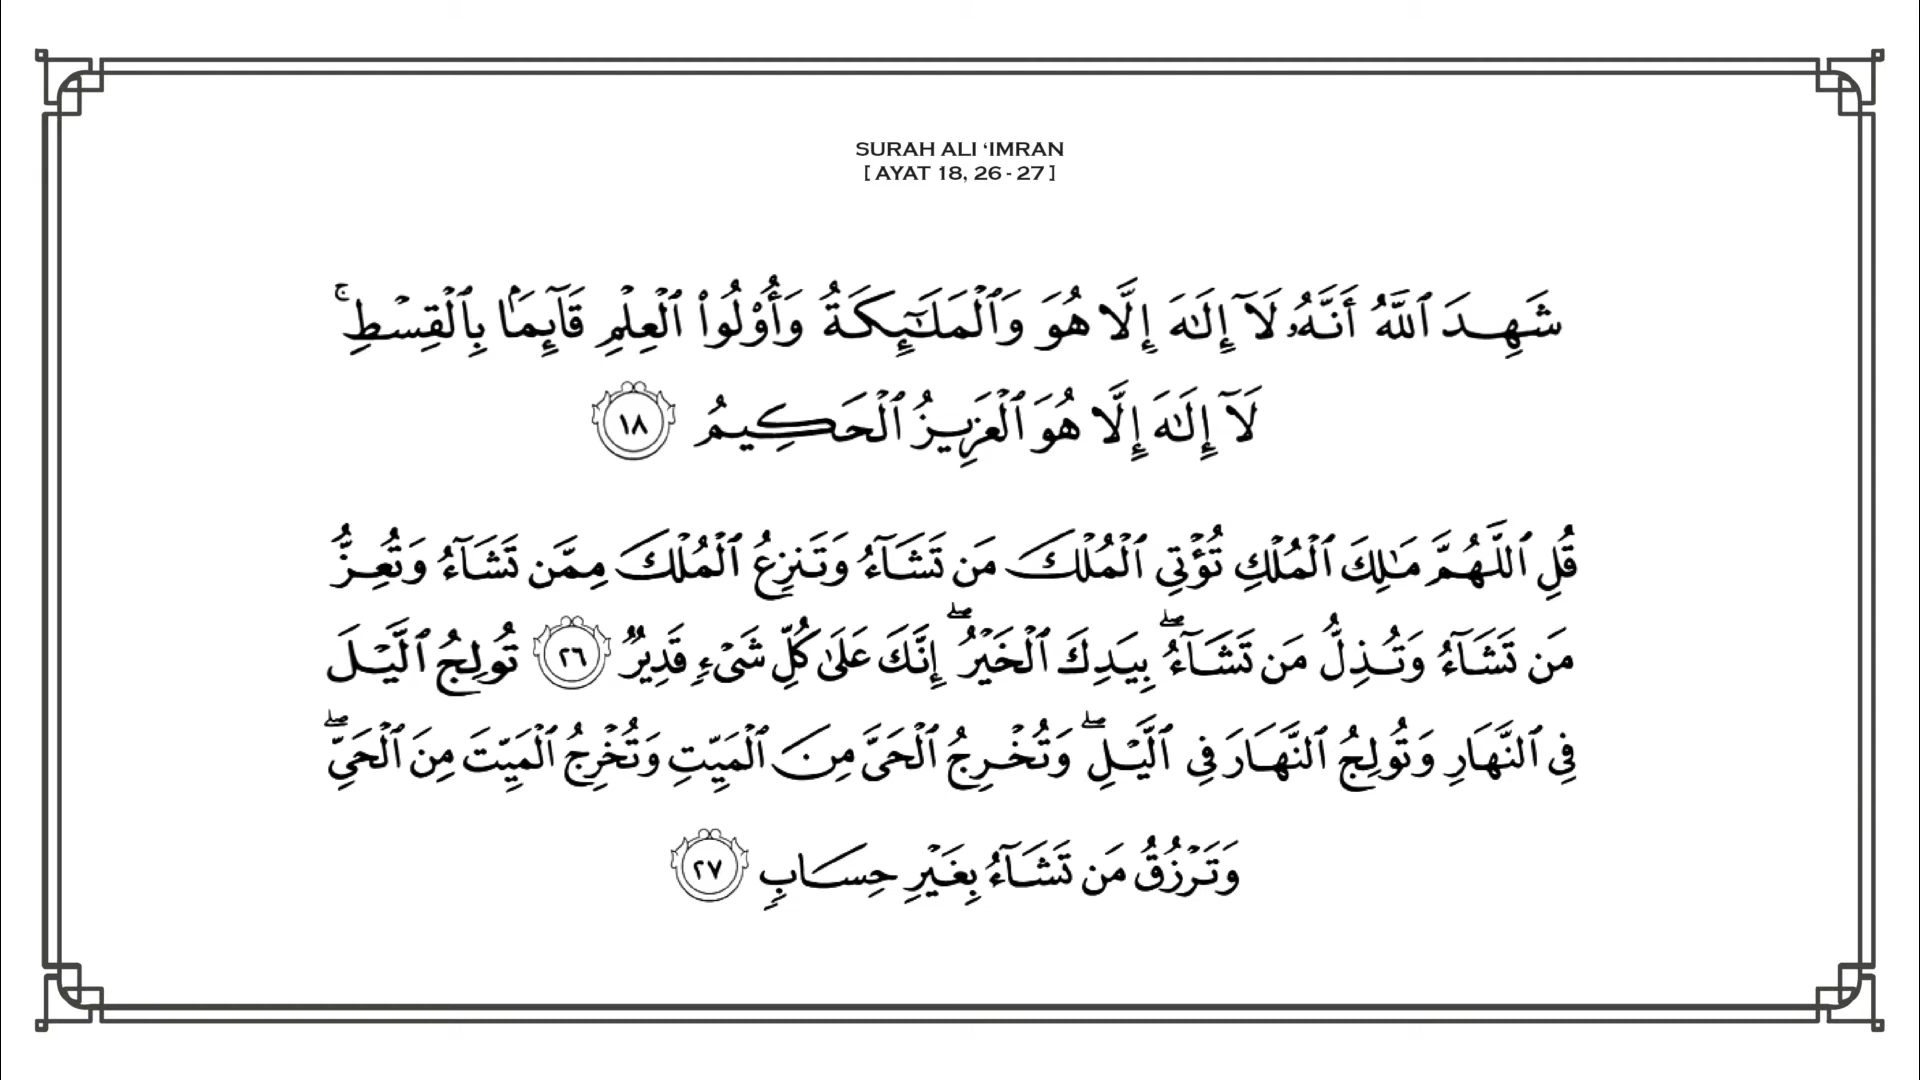 SURAH ALI ‘IMRAN
[ AYAT 18, 26 - 27 ]
شَهِدَ ٱللَّهُ أَنَّهُۥ لَآ إِلَٰهَ إِلَّا هُوَ وَٱلْمَلَٰٓئِكَةُ وَأُو۟لُوا۟ ٱلْعِلْمِ قَآئِمًۢا بِٱلْقِسْطِ ۚ
لَآ إِلَٰهَ إِلَّا هُوَ ٱلْعَزِيزُ ٱلْحَكِيمُ ١٨
قُلِ ٱللَّهُمَّ مَٰلِكَ ٱلْمُلْكِ تُؤْتِى ٱلْمُلْكَ مَن تَشَآءُ وَتَنزِعُ ٱلْمُلْكَ مِمَّن تَشَآءُ وَتُعِزُّ
مَن تَشَآءُ وَتُذِلُّ مَن تَشَآءُ ۖ بِيَدِكَ ٱلْخَيْرُ ۖ إِنَّكَ عَلَىٰ كُلِّ شَىْءٍ قَدِيرٌ ٢٦ تُولِجُ ٱلَّيْلَ
فِى ٱلنَّهَارِ وَتُولِجُ ٱلنَّهَارَ فِى ٱلَّيْلِ ۖ وَتُخْرِجُ ٱلْحَىَّ مِنَ ٱلْمَيِّتِ وَتُخْرِجُ ٱلْمَيِّتَ مِنَ ٱلْحَىِّ ۖ
وَتَرْزُقُ مَن تَشَآءُ بِغَيْرِ حِسَابٍ ٢٧